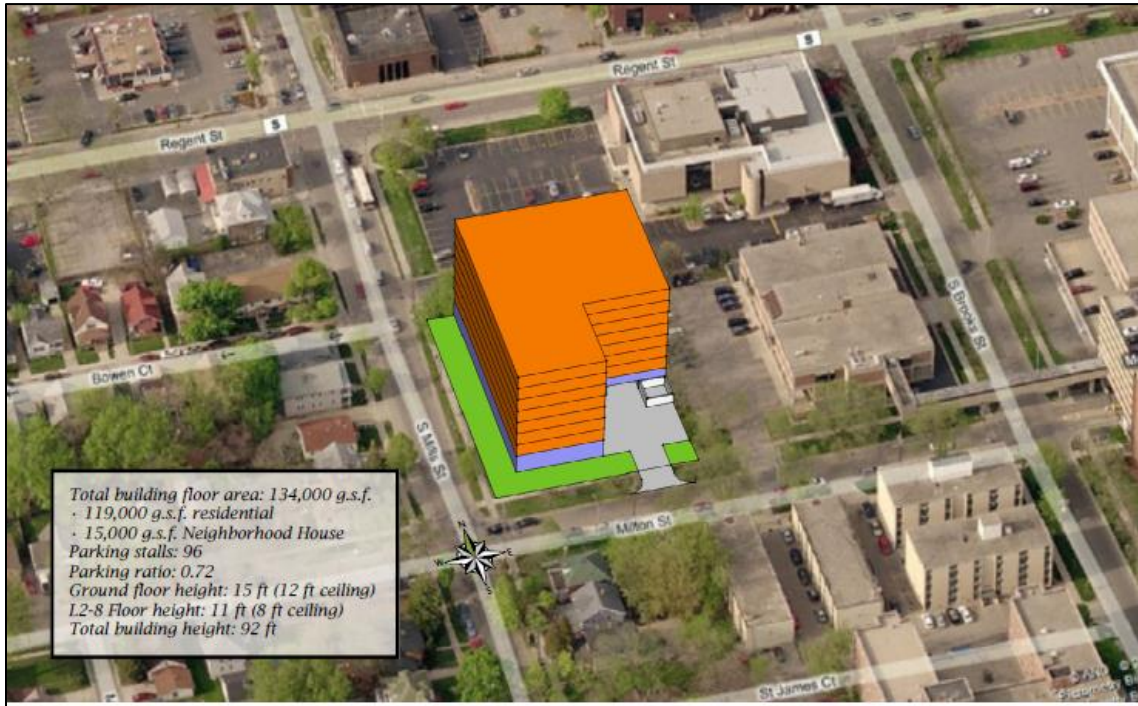 S
Regent St
Regent St
S
S Brooks St
Bowen Ct
S Mills St
Total building floor area: 134,000 g.s.f.
· 119,000 g.s.f. residential
· 15,000 g.s.f. Neighborhood House
Parking stalls: 96
Parking ratio: 0.72
Ground floor height: 15 ft (12 ft ceiling)
L2-8 Floor height: 11 ft (8 ft ceiling)
Total building height: 92 ft
Milton St
N
W
E
S
St James Ct